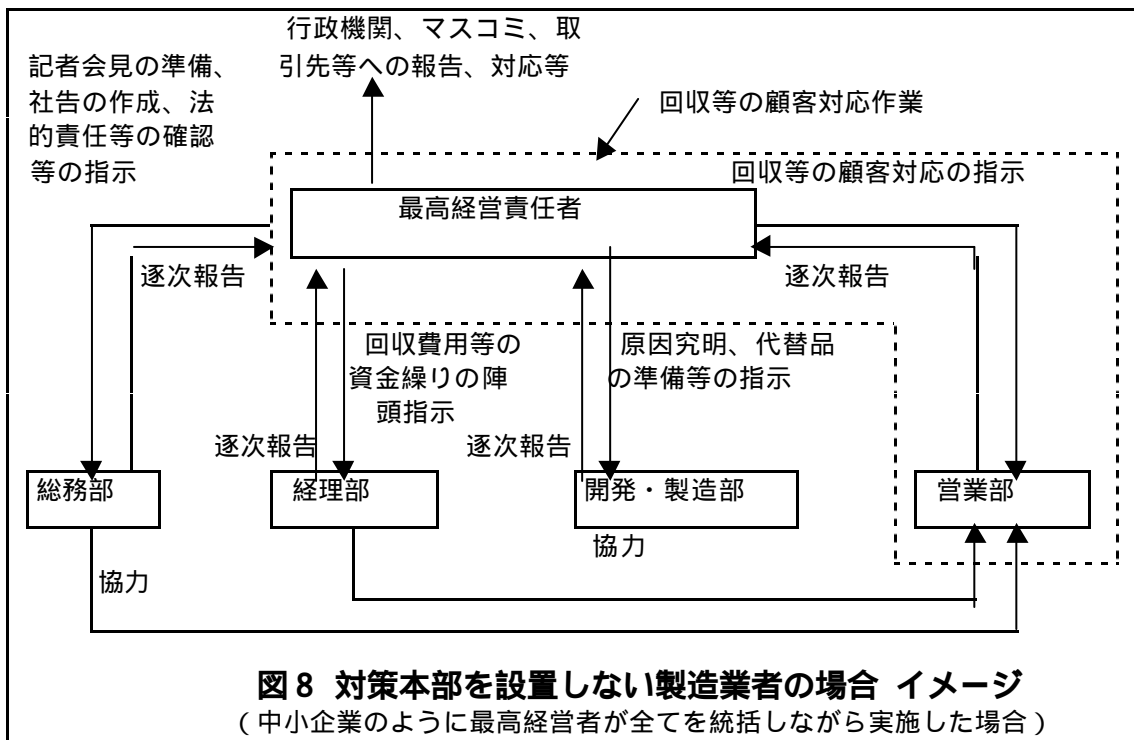 行政機関、マスコミ、取
引先等への報告、対応等
記者会見の準備、
社告の作成、法
的責任等の確認
等の指示
回収等の顧客対応作業
回収等の顧客対応の指示
最高経営責任者
逐次報告
逐次報告
回収費用等の
資金繰りの陣
頭指示
原因究明、代替品
の準備等の指示
逐次報告
逐次報告
総務部
経理部
開発・製造部
営業部
協力
協力
図8 対策本部を設置しない製造業者の場合 イメージ
(中小企業のように最高経営者が全てを統括しながら実施した場合)